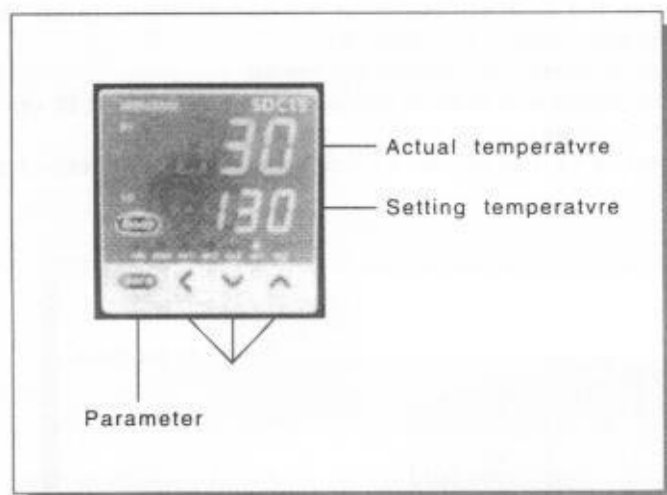 SDC15
30
Actual temperatvre
130
Setting temperatvre
Parameter